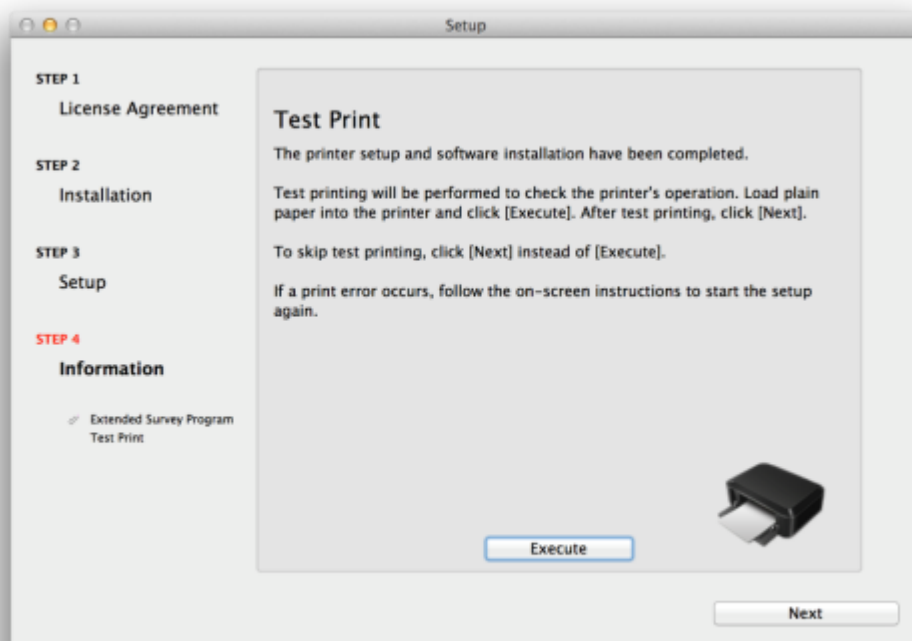 Setup
STEP 1
License Agreement
STEP 2
Installation
STEP 3
Setup
STEP 4
Information
Extended Survey Program
Test Print
Test Print
The printer setup and software installation have been completed.
Test printing will be performed to check the printer's operation. Load plain
paper into the printer and click [Execute]. After test printing, click [Next].
To skip test printing, click [Next] instead of [Execute].
If a print error occurs, follow the on-screen instructions to start the setup
again.
Execute
Next